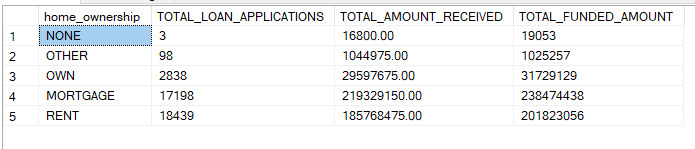 home_ownership TOTAL_LOAN_APPLICATIONS TOTAL_AMOUNT_RECEIVED TOTAL_FUNDED_AMOUNT
1 NONE 3 16800.00 19053
2 OTHER 98 1044975.00 1025257
3 OWN 2838 29597675.00 31729129
4 MORTGAGE 17198 219329150.00 238474438
5 RENT 18439 185768475.00 201823056